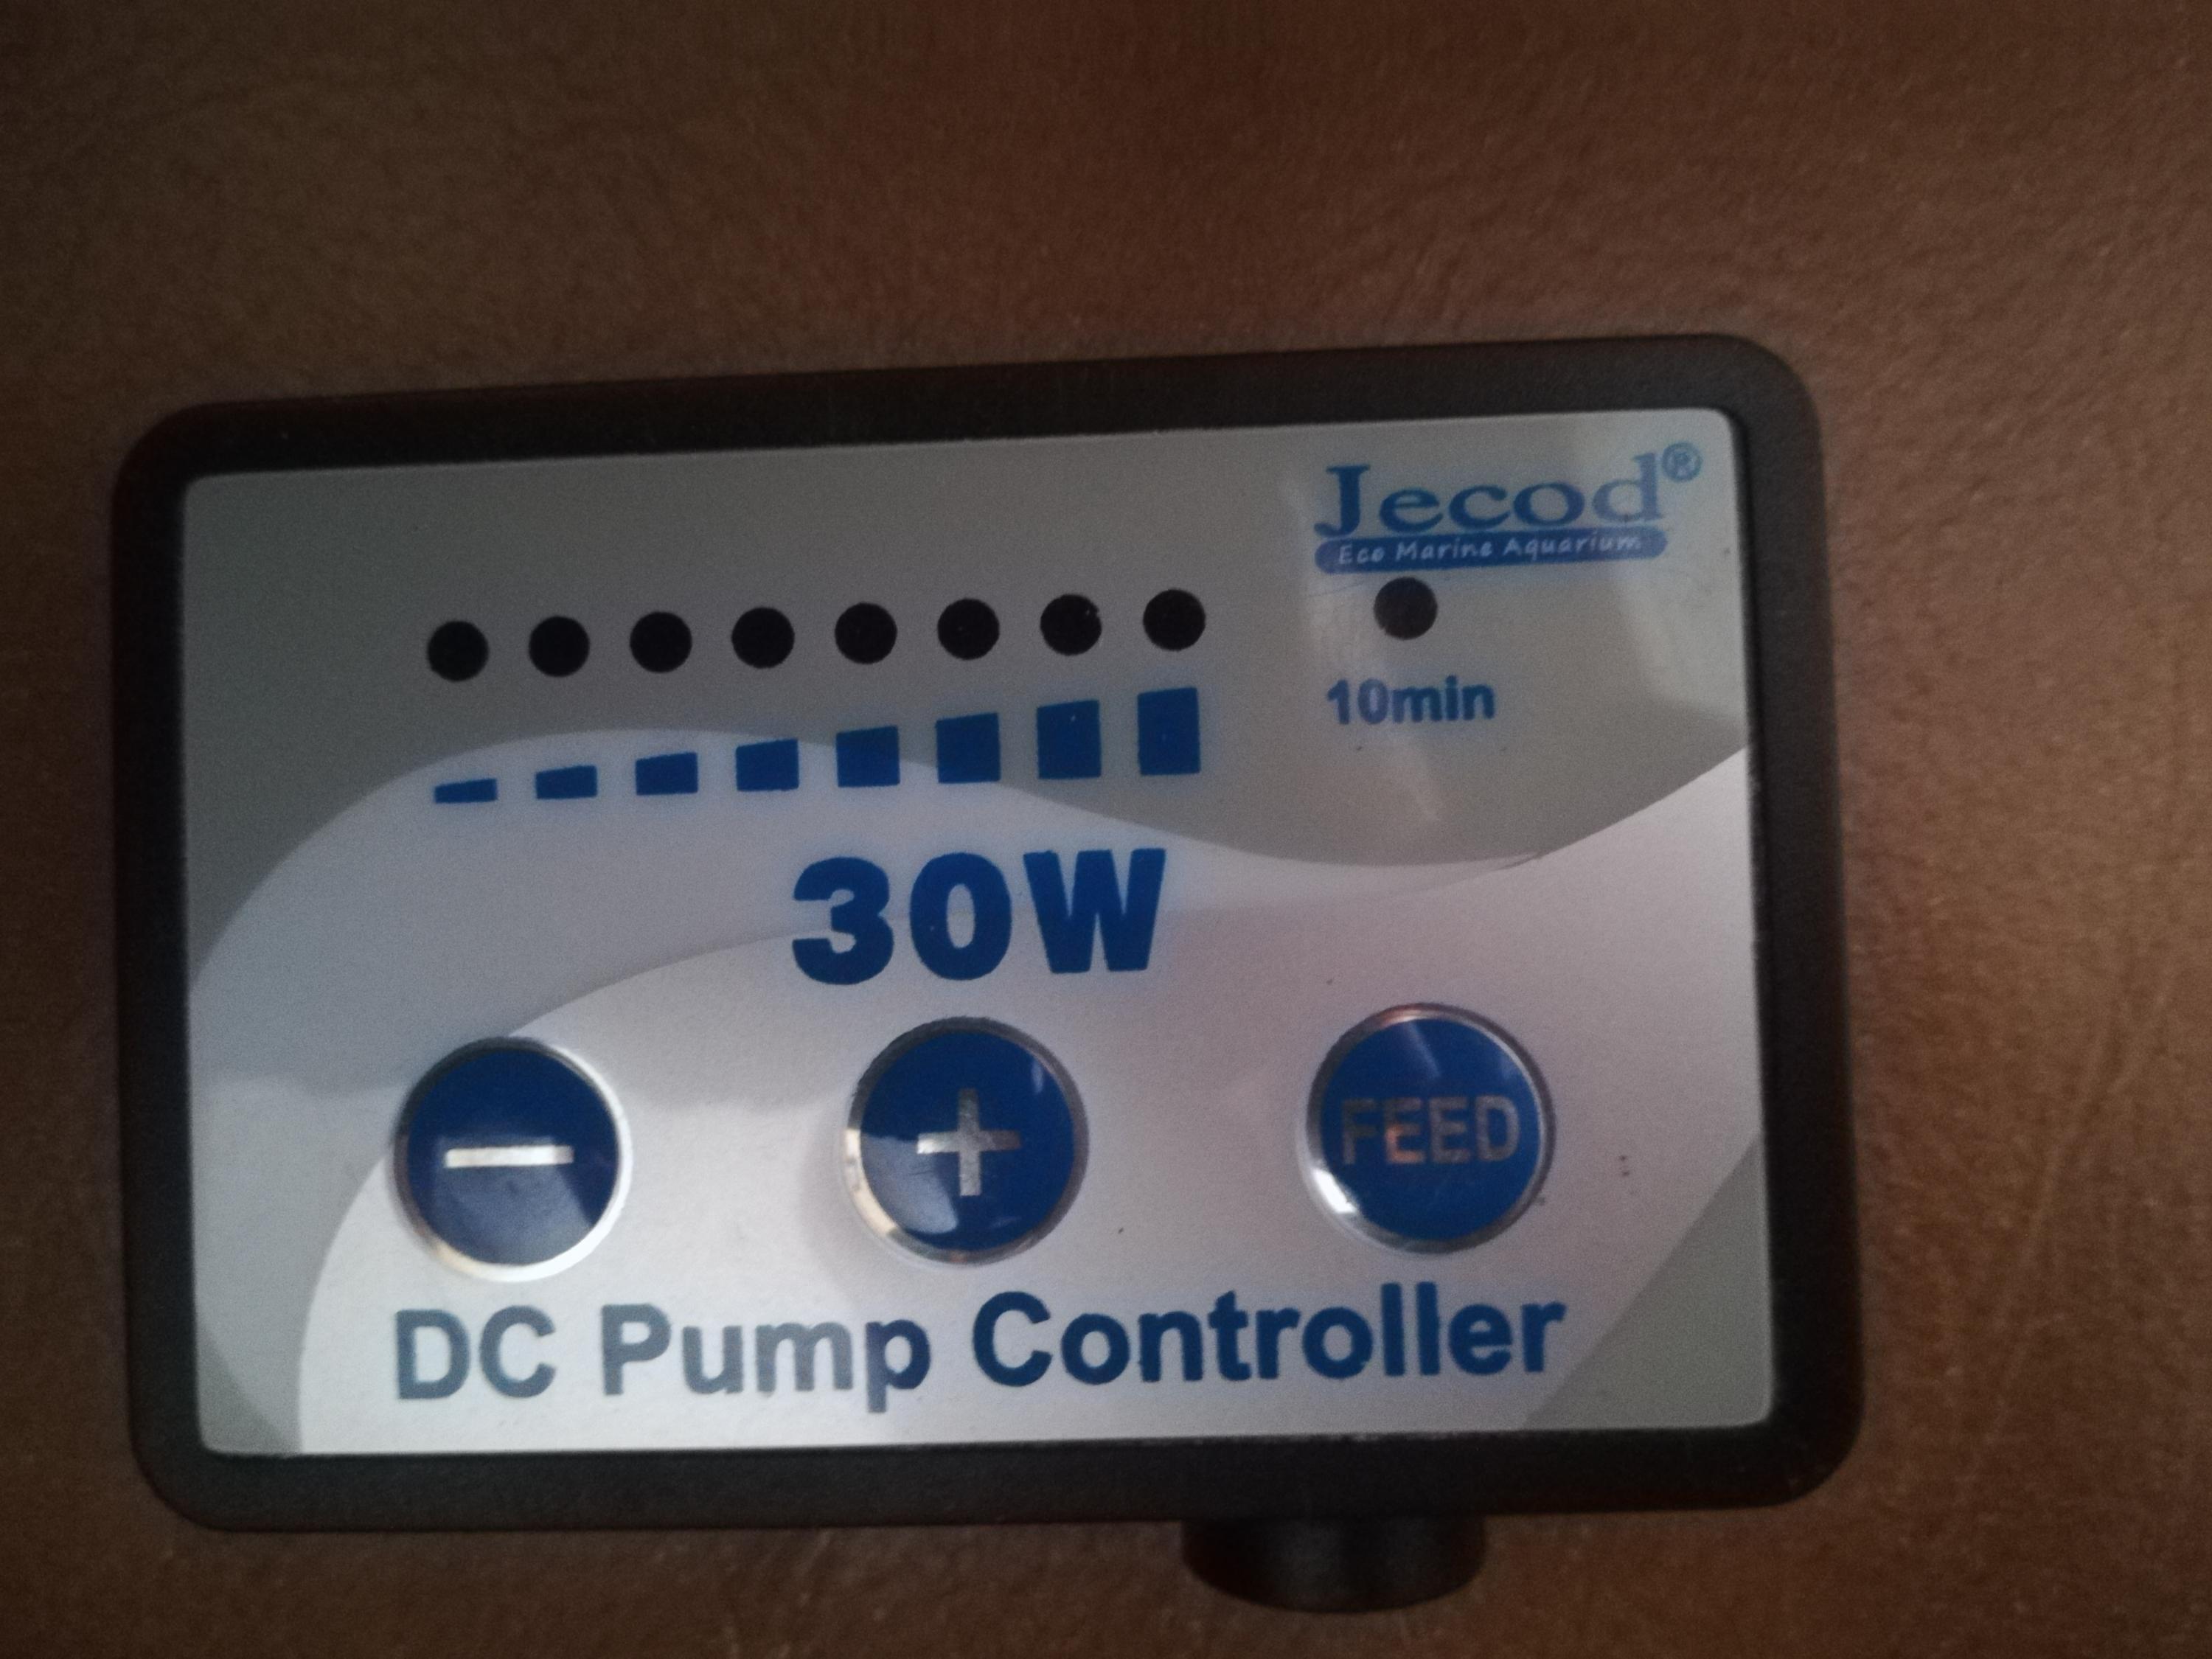 Jecod®
Eco Marine Aquarium
10min
30W
FEED
DC Pump Controller